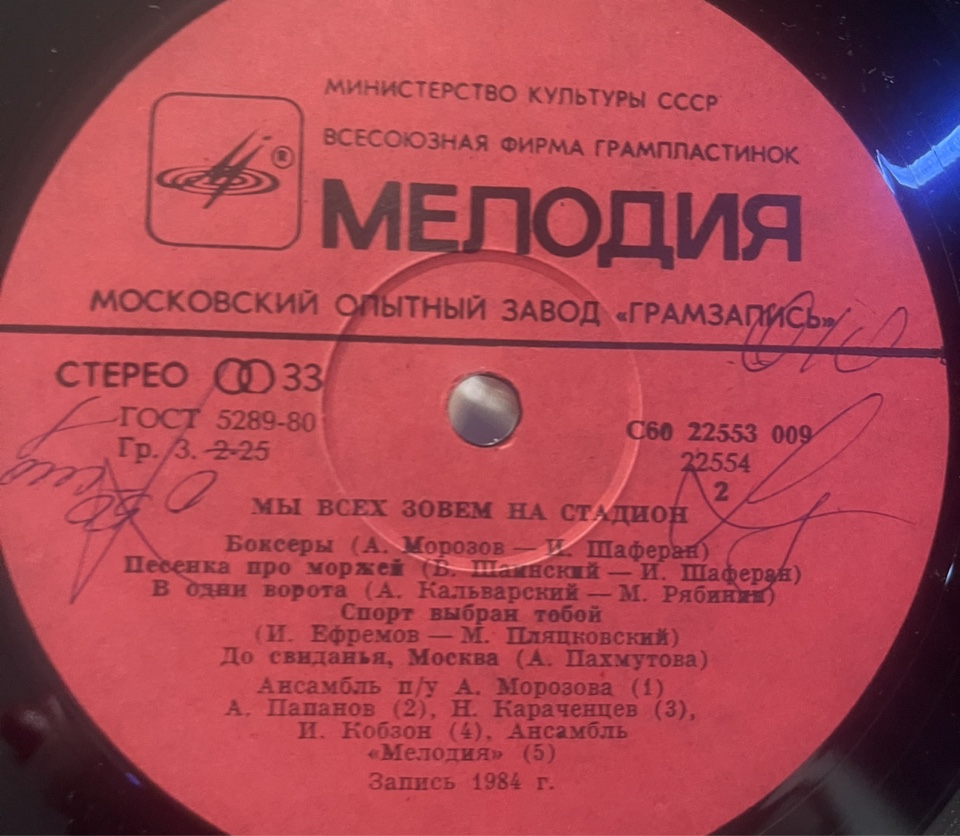 МИНИСТЕРСТВО КУЛЬТУРЫ СССР
ВСЕСОЮЗНАЯ ФИРМА ГРАМПЛАСТИНОК
®
МЕЛОДИЯ
МОСКОВСКИЙ ОПЫТНЫЙ ЗАВОД «ГРАМЗАПИСЬ»
СТЕРЕО 33
ГОСТ 5289-80
Гр. 3. 2-25
С60 22553 009
22554
2
МЫ ВСЕХ ЗОВЕМ НА СТАДИОН
Боксеры (А. Морозов — И. Шаферан)
Песенка про моржей (В. Шаинский — И. Шаферан)
В одни ворота (А. Кальварский — М. Рябинин)
Спорт выбран тобой
(И. Ефремов — М. Пляцковский)
До свиданья, Москва (А. Пахмутова)
Ансамбль п/у А. Морозова (1)
А. Папанов (2), Н. Караченцев (3),
И. Кобзон (4), Ансамбль
«Мелодия» (5)
Запись 1984 г.